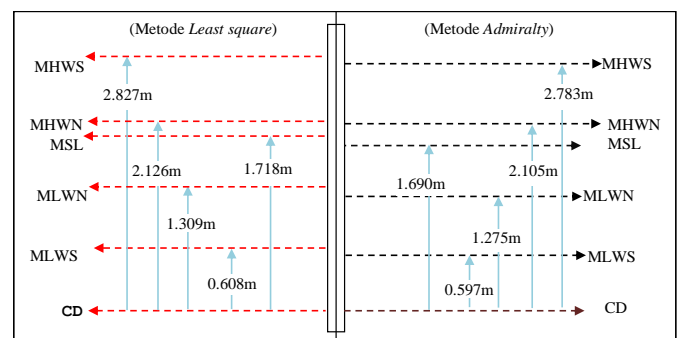 (Metode Least square)
MHWS
2.827m
MHWN
MSL
2.126m
1.718m
MLWN
1.309m
MLWS
0.608m
CD
(Metode Admiralty)
MHWS
2.783m
MHWN
MSL
2.105m
1.690m
MLWN
1.275m
MLWS
0.597m
CD